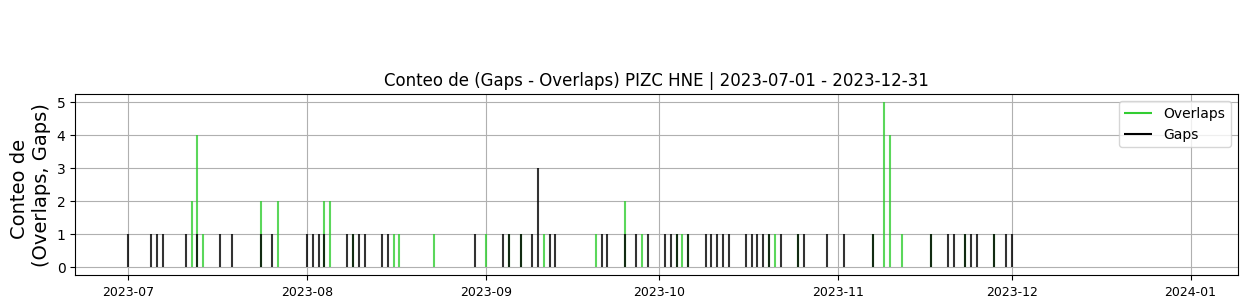 Conteo de (Gaps - Overlaps) PIZC HNE | 2023-07-01 - 2023-12-31
Conteo de
(Overlaps, Gaps)
5
4
3
2
1
0
Overlaps
Gaps
2023-07
2023-08
2023-09
2023-10
2023-11
2023-12
2024-01